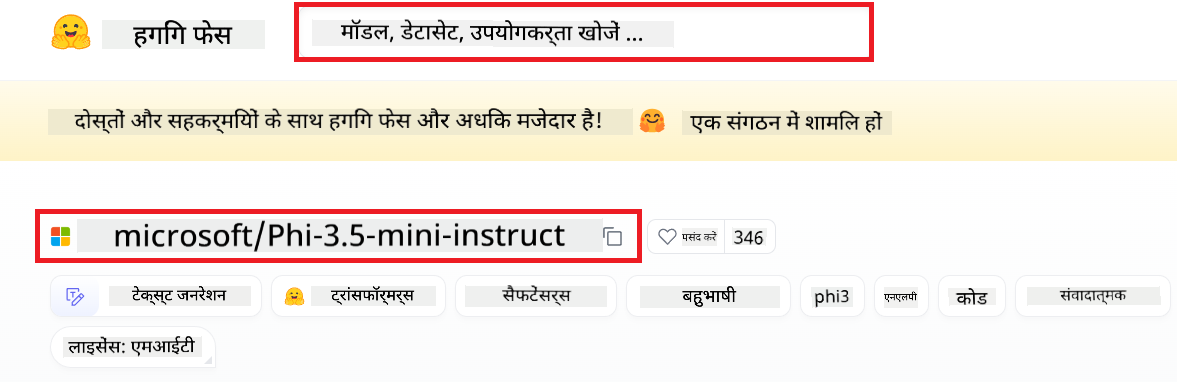 हगगि फेस
मॉडल, डेटासेट, उपयोगकर्ता खोजें ...
दोस्तों और सहकर्मियों के साथ हगगि फेस और अधकि मजेदार है! एक संगठन में शामलि हों
microsoft/Phi-3.5-mini-instruct पसंद करें 346
टेक्स्ट जनरेशन ट्रांसफॉर्मर्स सैफटेंसर्स बहुभाषी phi3 एनएलपी कोड संवादात्मक
लाइसेंस: एमआईटी